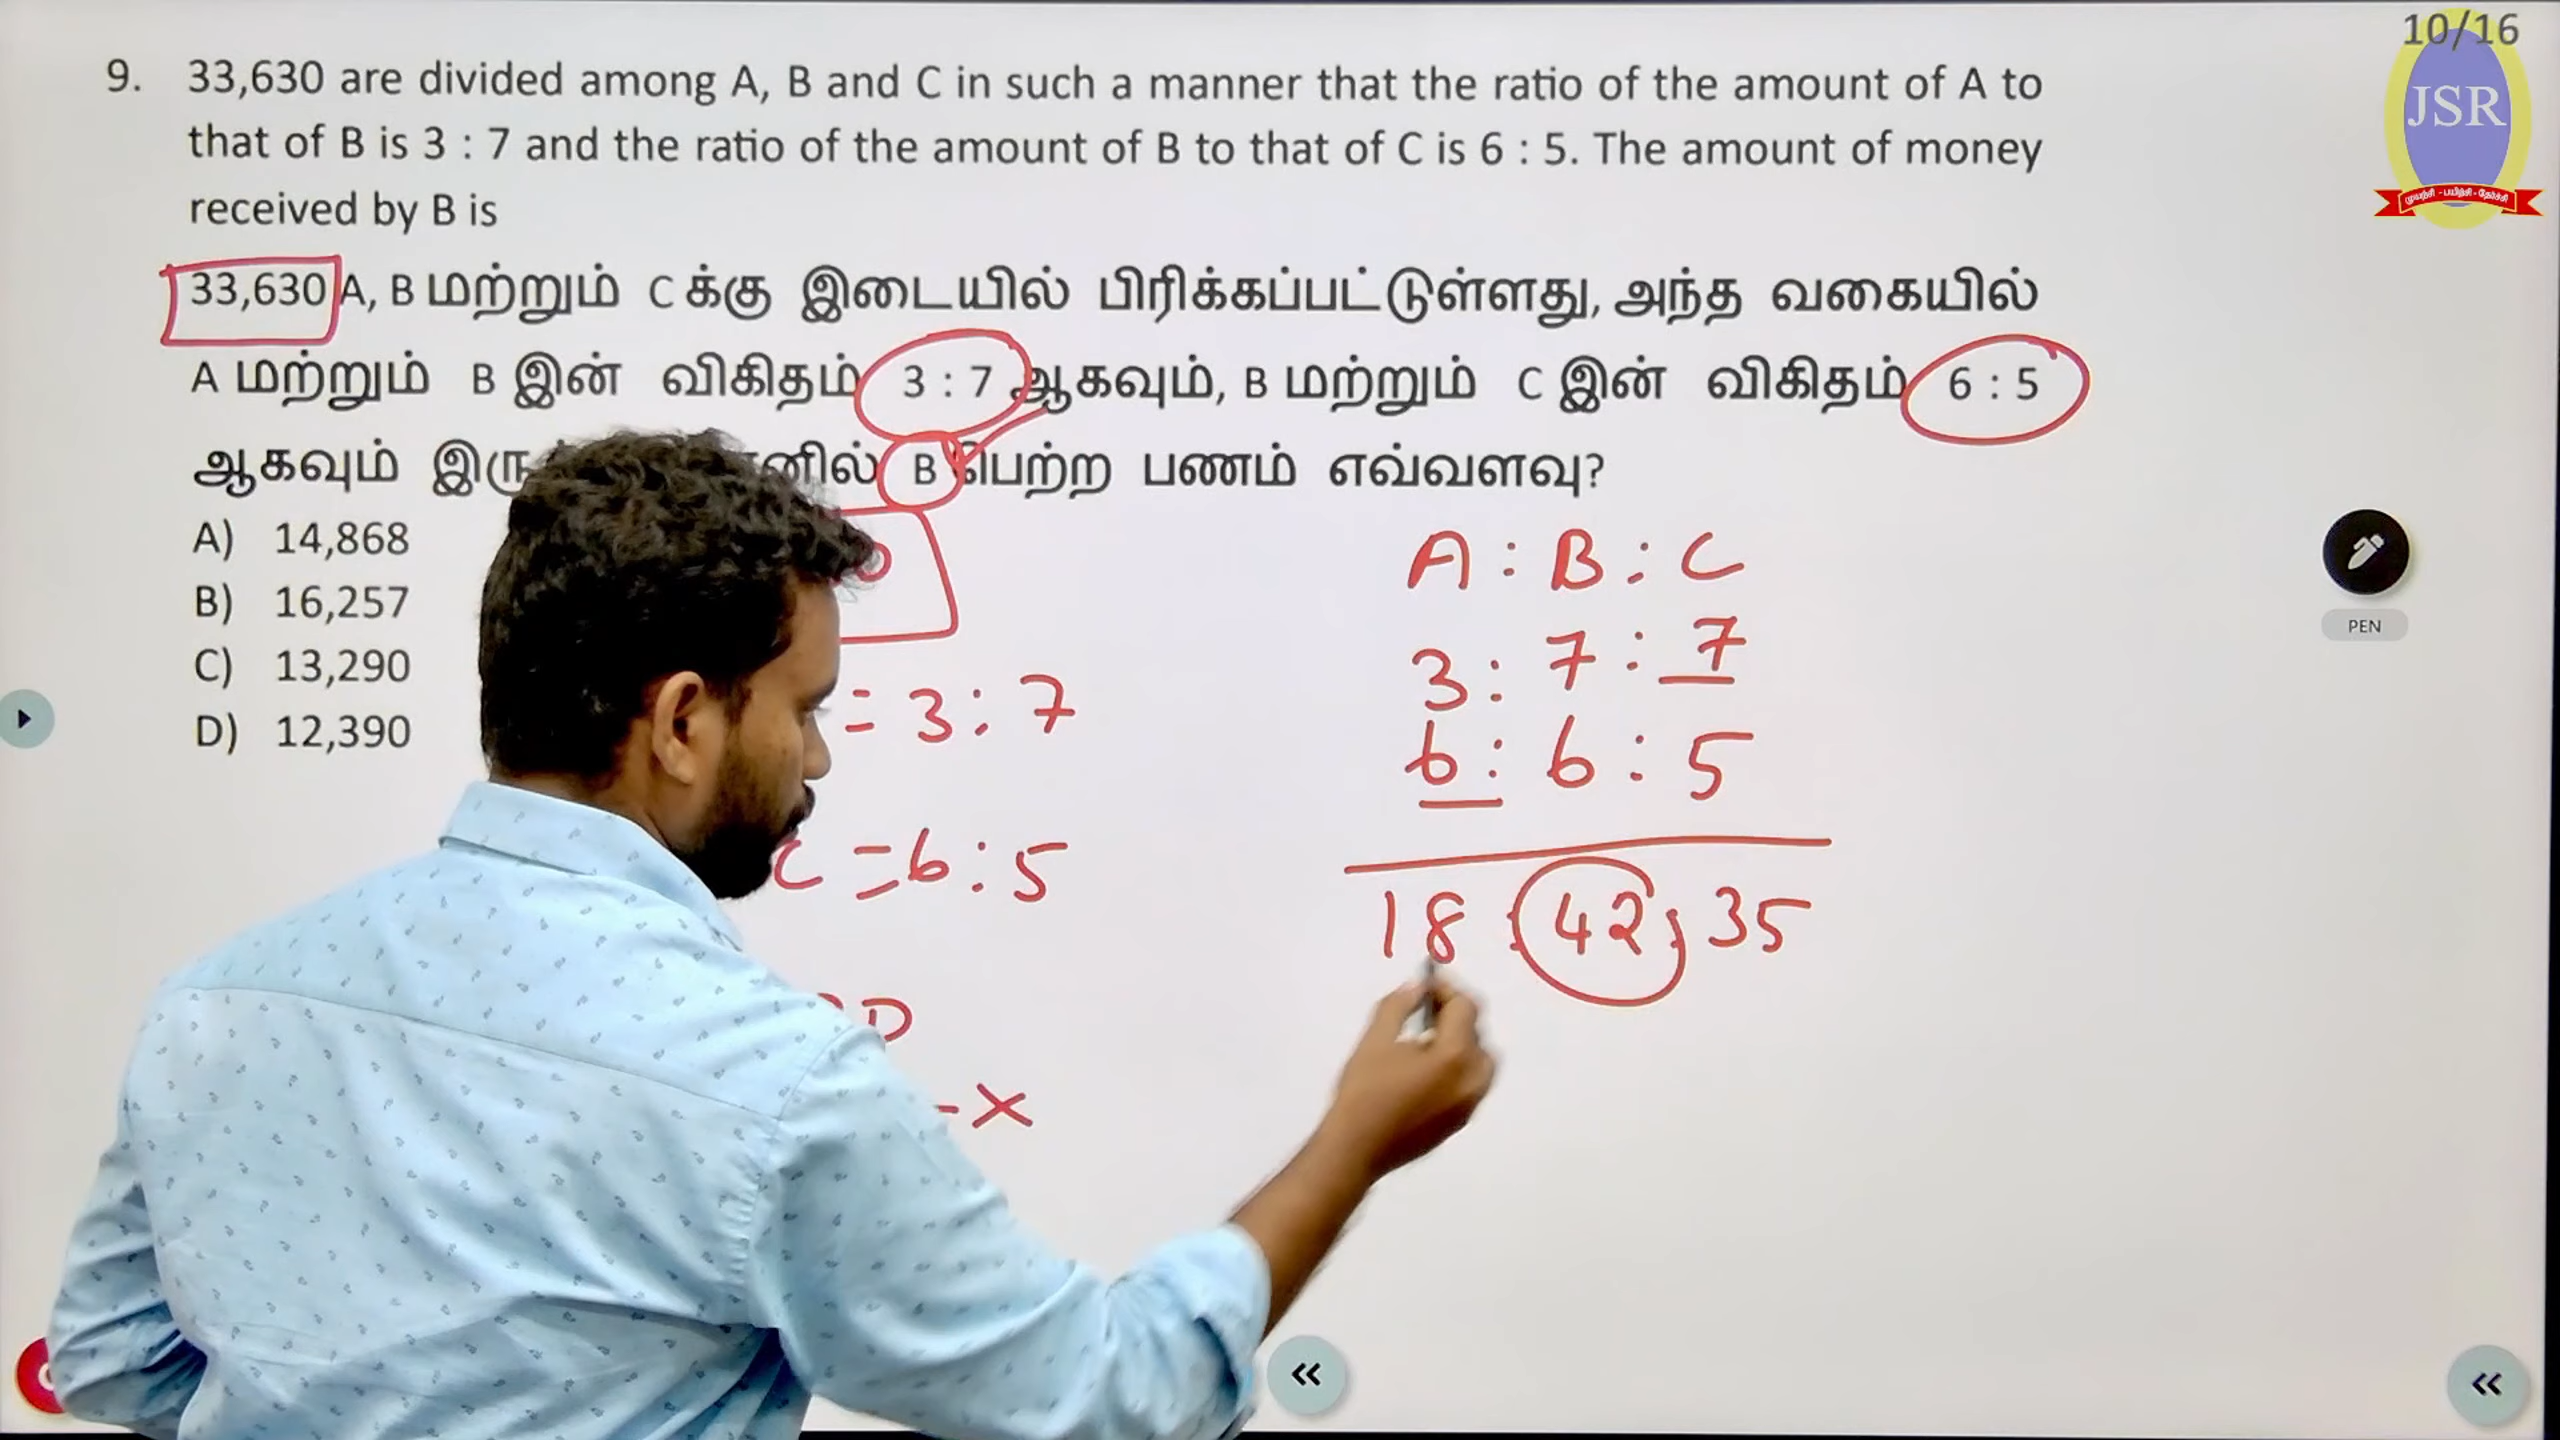 10/16
JSR
முயற்சி - பயிற்சி - தேர்ச்சி
9. 33,630 are divided among A, B and C in such a manner that the ratio of the amount of A to
that of B is 3 : 7 and the ratio of the amount of B to that of C is 6 : 5. The amount of money
received by B is
33,630 A, B மற்றும் C க்கு இடையில் பிரிக்கப்பட்டுள்ளது, அந்த வகையில்
A மற்றும் B இன் விகிதம் 3 : 7 ஆகவும், B மற்றும் C இன் விகிதம் 6 : 5
ஆகவும் B பெற்ற பணம் எவ்வளவு?
A) 14,868
B) 16,257
C) 13,290
D) 12,390
= 3 : 7
C = 6 : 5
D
- X
A : B : C
3 : 7 : 7
6 : 6 : 5
18 : 42 : 35
PEN